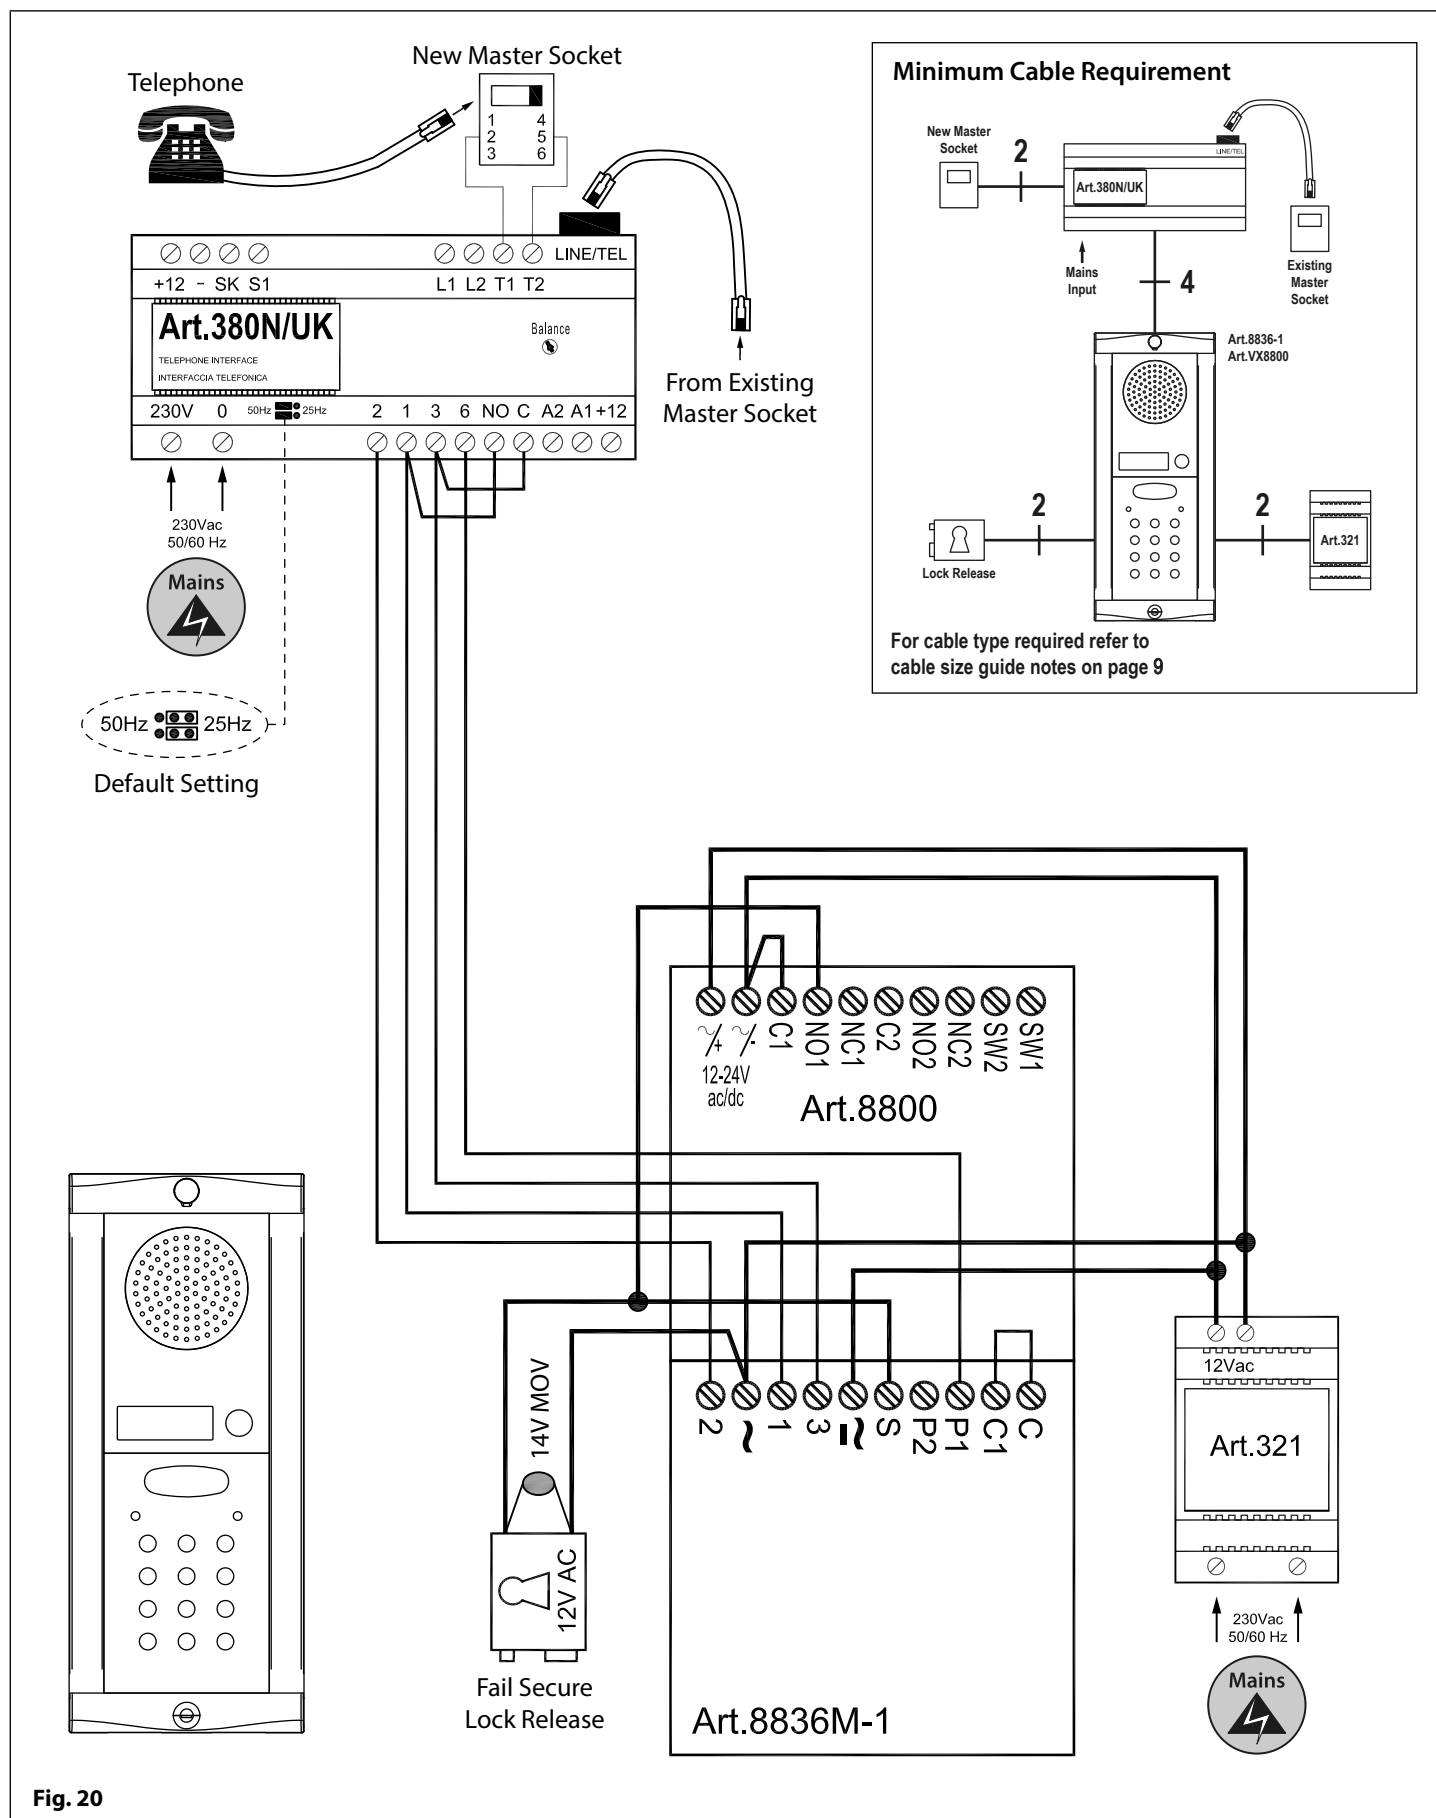 New Master Socket
Telephone
1 4
2 5
3 6
LINE/TEL
+12 - SK S1 L1 L2 T1 T2
Art.380N/UK
TELEPHONE INTERFACE
INTERFACCIA TELEFONICA
Balance
230V 0 50Hz 25Hz 2 1 3 6 NO C A2 A1 +12
From Existing
Master Socket
230Vac
50/60 Hz
Mains
50Hz 25Hz
Default Setting
Minimum Cable Requirement
New Master
Socket
2
LINE/TEL
Art.380N/UK
Mains
Input
4
Existing
Master
Socket
Art.8836-1
Art.VX8800
2
2
Lock Release
Art.321
For cable type required refer to
cable size guide notes on page 9
~/+ ~/- C1 NO1 NC1 C2 NO2 NC2 SW2 SW1
12-24V
ac/dc
Art.8800
14V MOV
2 ~ 1 3 ~ S P2 P1 C1 C
12V AC
Fail Secure
Lock Release
Art.8836M-1
12Vac
Art.321
230Vac
50/60 Hz
Mains
Fig. 20